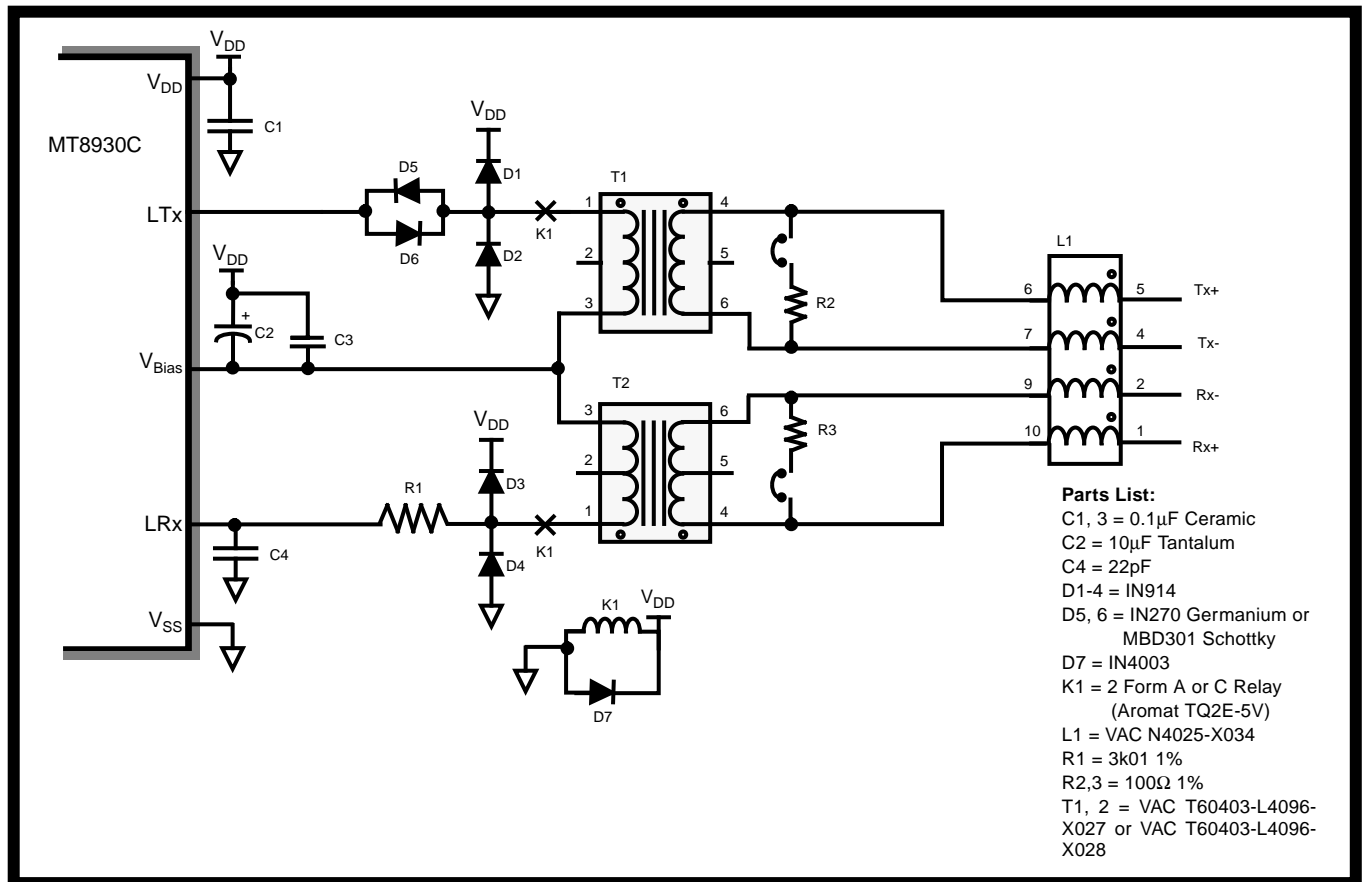 VDD
VDD
MT8930C
C1
VDD
D5
D1
T1
1
4
LTx
K1
D6
D2
2
5
L1
VDD
6
5
Tx+
R2
3
6
+
C2
C3
7
4
Tx-
VBias
T2
9
2
Rx-
VDD
3
6
R3
10
1
Rx+
2
5
D3
R1
LRx
1
4
K1
C4
D4
VSS
K1
VDD
D7
Parts List:
C1, 3 = 0.1µF Ceramic
C2 = 10µF Tantalum
C4 = 22pF
D1-4 = IN914
D5, 6 = IN270 Germanium or
MBD301 Schottky
D7 = IN4003
K1 = 2 Form A or C Relay
(Aromat TQ2E-5V)
L1 = VAC N4025-X034
R1 = 3k01 1%
R2,3 = 100Ω 1%
T1, 2 = VAC T60403-L4096-
X027 or VAC T60403-L4096-
X028